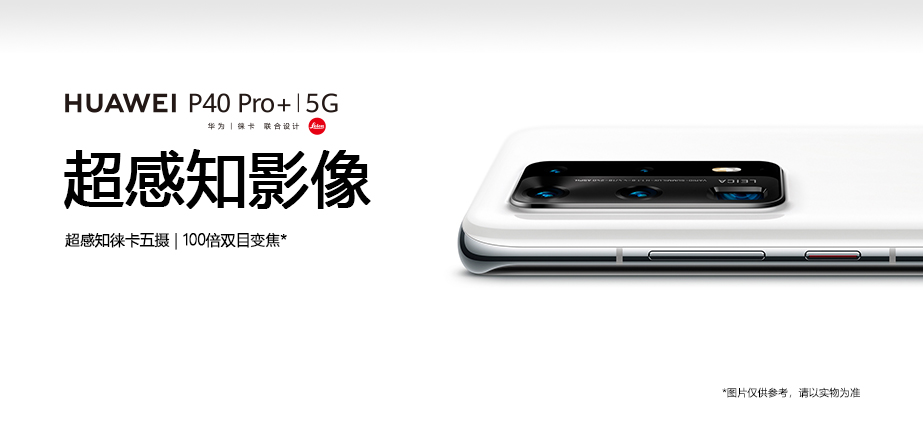 HUAWEI P40 Pro+ | 5G
华为 | 徕卡 联合设计 Leica
超感知影像
超感知徕卡五摄 | 100倍双目变焦*
LEICA
*图片仅供参考，请以实物为准